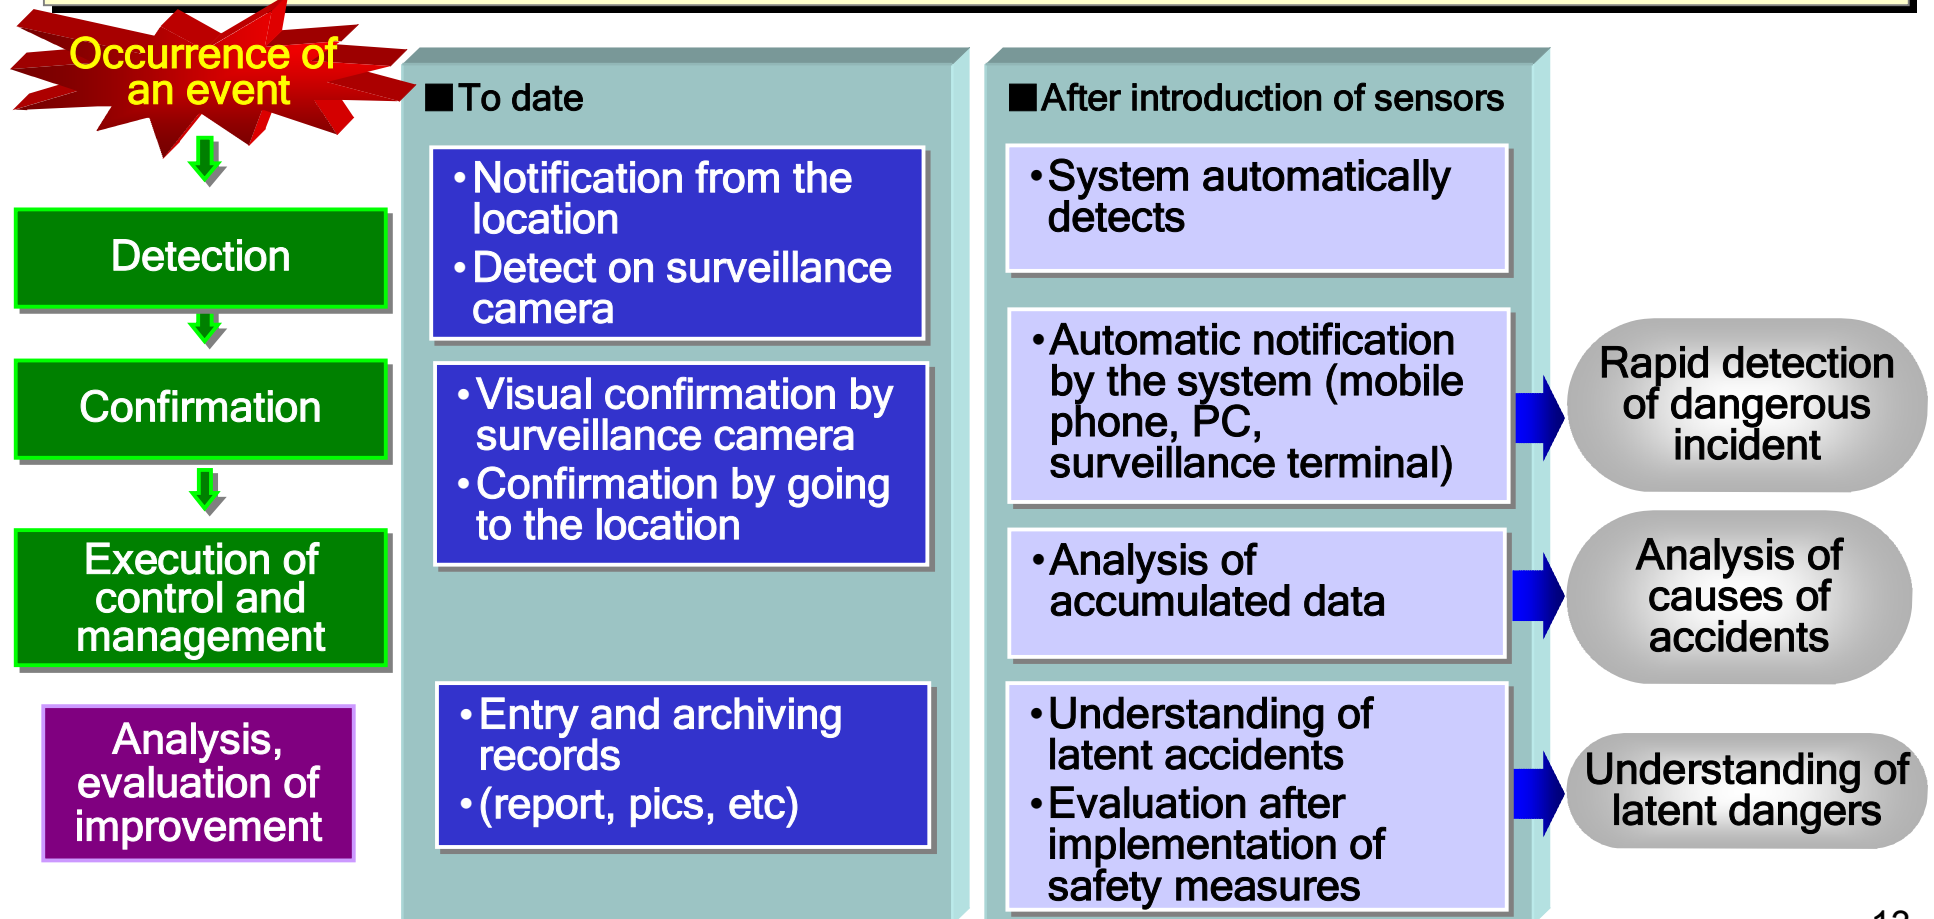 Occurrence of
an event
Detection
Confirmation
Execution of
control and
management
Analysis,
evaluation of
improvement
■To date
•Notification from the
location
•Detect on surveillance
camera
•Visual confirmation by
surveillance camera
•Confirmation by going
to the location
•Entry and archiving
records
•(report, pics, etc)
■After introduction of sensors
•System automatically
detects
•Automatic notification
by the system (mobile
phone, PC,
surveillance terminal)
•Analysis of
accumulated data
•Understanding of
latent accidents
•Evaluation after
implementation of
safety measures
Rapid detection
of dangerous
incident
Analysis of
causes of
accidents
Understanding of
latent dangers